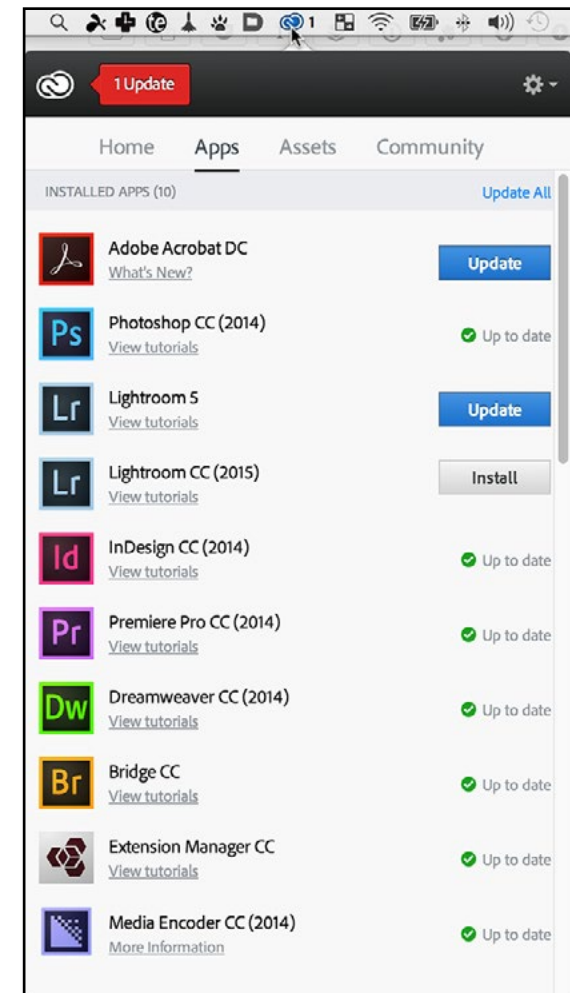 1
1 Update
Home Apps Assets Community
INSTALLED APPS (10) Update All
Adobe Acrobat DC
What's New?
Update
Ps
Photoshop CC (2014)
View tutorials
Up to date
Lr
Lightroom 5
View tutorials
Update
Lr
Lightroom CC (2015)
View tutorials
Install
Id
InDesign CC (2014)
View tutorials
Up to date
Pr
Premiere Pro CC (2014)
View tutorials
Up to date
Dw
Dreamweaver CC (2014)
View tutorials
Up to date
Br
Bridge CC
View tutorials
Up to date
Extension Manager CC
View tutorials
Up to date
Media Encoder CC (2014)
More Information
Up to date